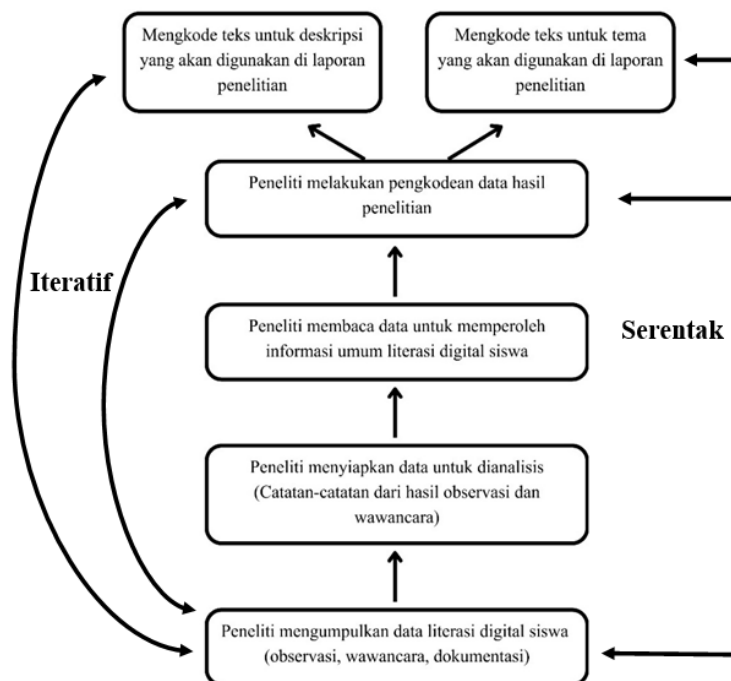 Mengkode teks untuk deskripsi
yang akan digunakan di laporan
penelitian
Mengkode teks untuk tema
yang akan digunakan di laporan
penelitian
Peneliti melakukan pengkodean data hasil
penelitian
Iteratif
Serentak
Peneliti membaca data untuk memperoleh
informasi umum literasi digital siswa
Peneliti menyiapkan data untuk dianalisis
(Catatan-catatan dari hasil observasi dan
wawancara)
Peneliti mengumpulkan data literasi digital siswa
(observasi, wawancara, dokumentasi)